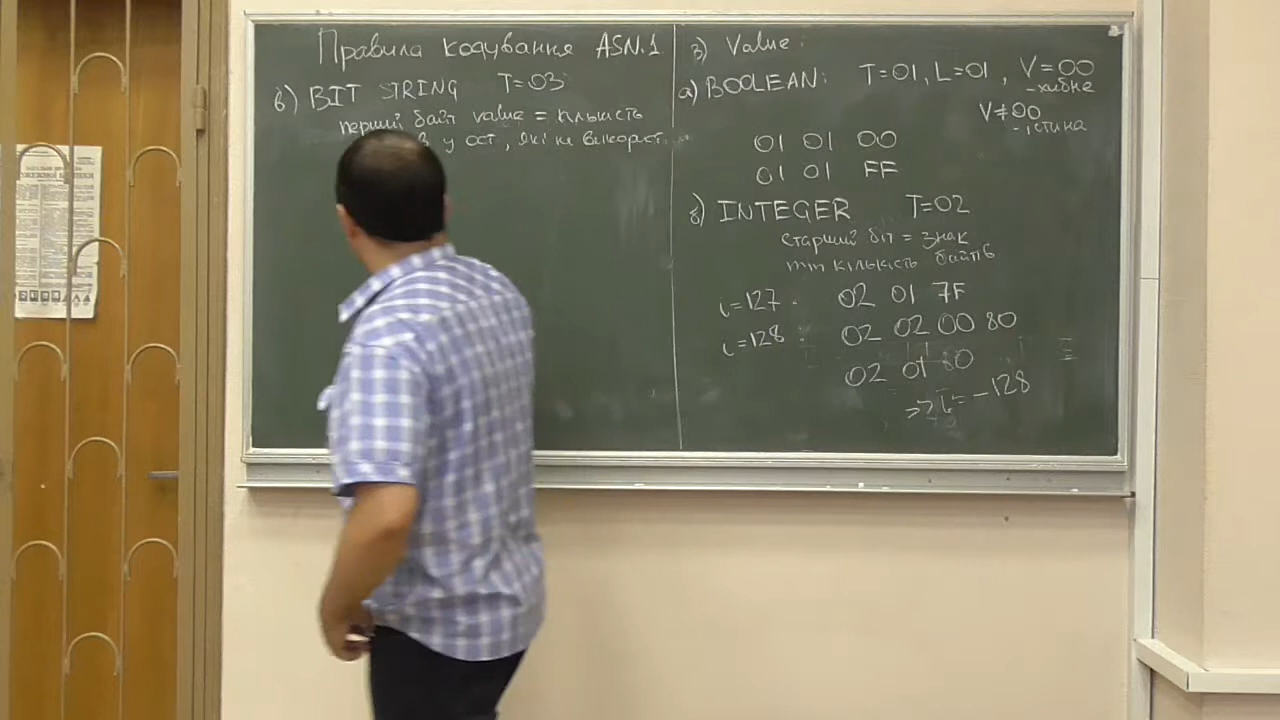 Правила кодування ASN.1
в) BIT STRING T=03
перший байт value = кількість
у ост, які не використ.
3) Value:
а) BOOLEAN: T=01, L=01, V=00
-хибне
V≠00
-істина
01 01 00
01 01 FF
б) INTEGER T=02
старший біт = знак
min кількість байтів
i=127 : 02 01 7F
i=128 : 02 02 00 80
02 01 80
=> i=-128